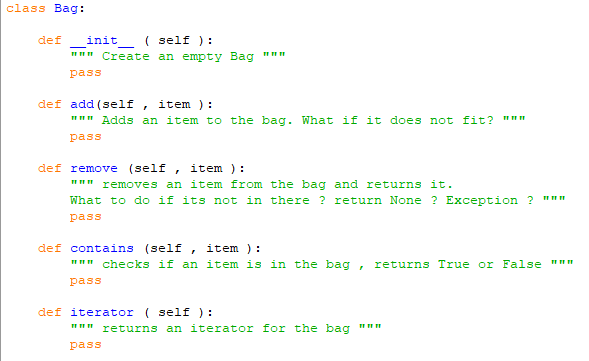 class Bag:
def __init__ ( self ):
""" Create an empty Bag """
pass
def add(self , item ):
""" Adds an item to the bag. What if it does not fit? """
pass
def remove (self , item ):
""" removes an item from the bag and returns it.
What to do if its not in there ? return None ? Exception ? """
pass
def contains (self , item ):
""" checks if an item is in the bag , returns True or False """
pass
def iterator ( self ):
""" returns an iterator for the bag """
pass